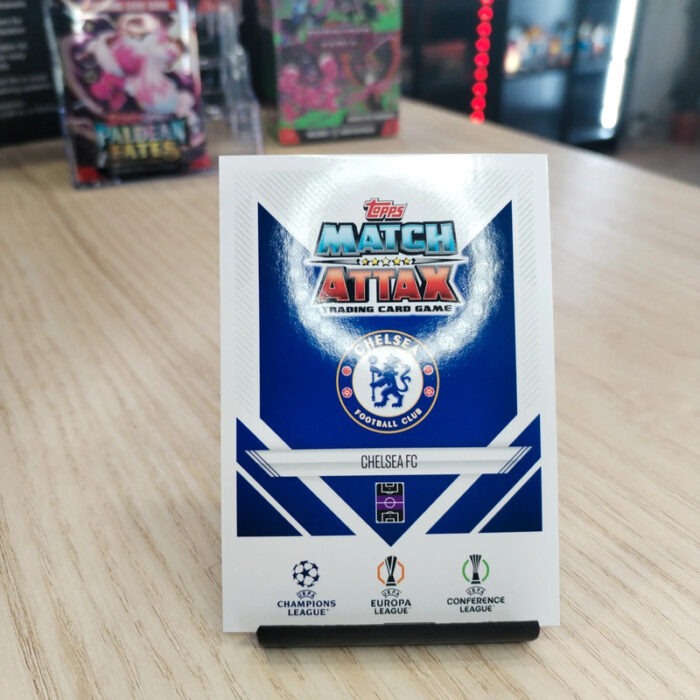 PALDEAN
FATES
topps
MATCH
ATTAX
TRADING CARD GAME
CHELSEA
FOOTBALL CLUB
CHELSEA FC
UEFA
CHAMPIONS
LEAGUE
UEFA
EUROPA
LEAGUE
UEFA
CONFERENCE
LEAGUE